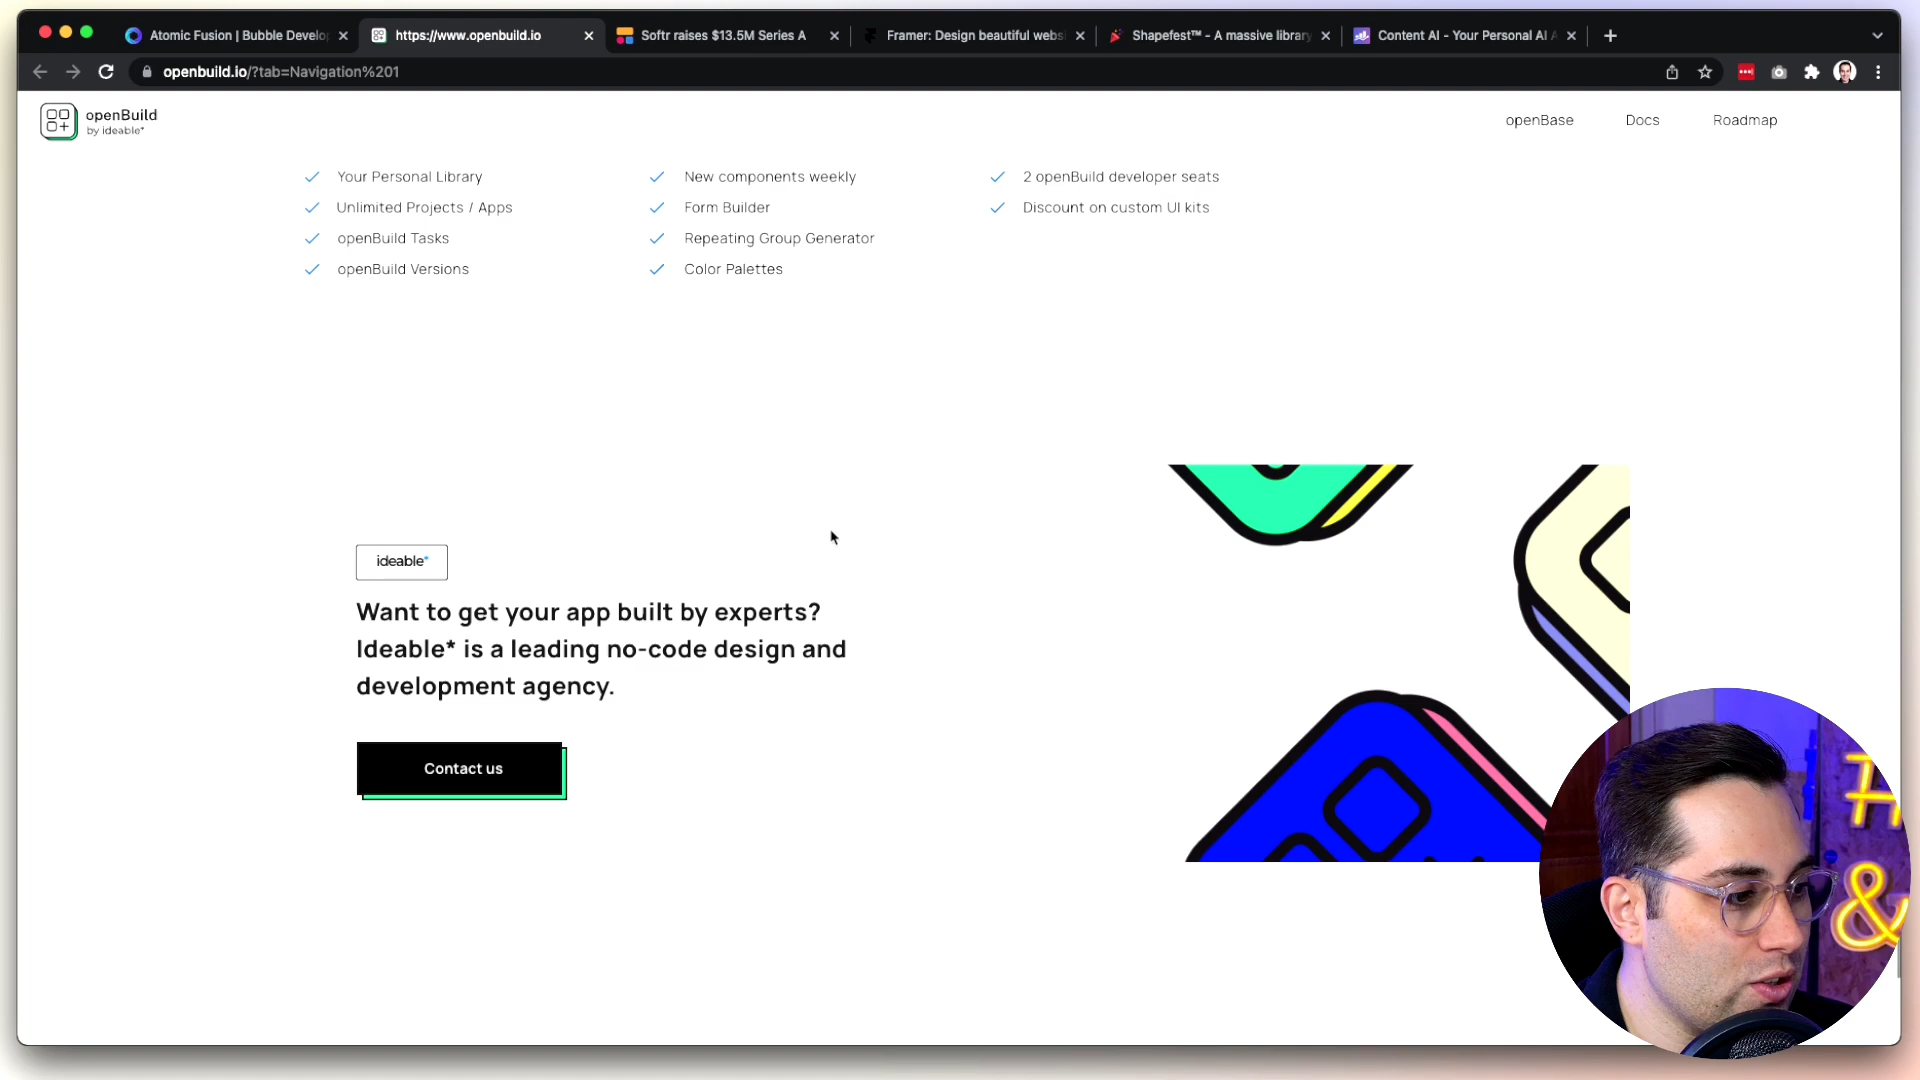 Atomic Fusion | Bubble Develo
https://www.openbuild.io
Softr raises $13.5M Series A
Framer: Design beautiful webs
Shapefest™ - A massive library
Content AI - Your Personal AI A
openbuild.io/?tab=Navigation%201
openBuild
by ideable*
openBase
Docs
Roadmap
Your Personal Library
Unlimited Projects / Apps
openBuild Tasks
openBuild Versions
New components weekly
Form Builder
Repeating Group Generator
Color Palettes
2 openBuild developer seats
Discount on custom UI kits
ideable*
Want to get your app built by experts?
Ideable* is a leading no-code design and
development agency.
Contact us
#
&